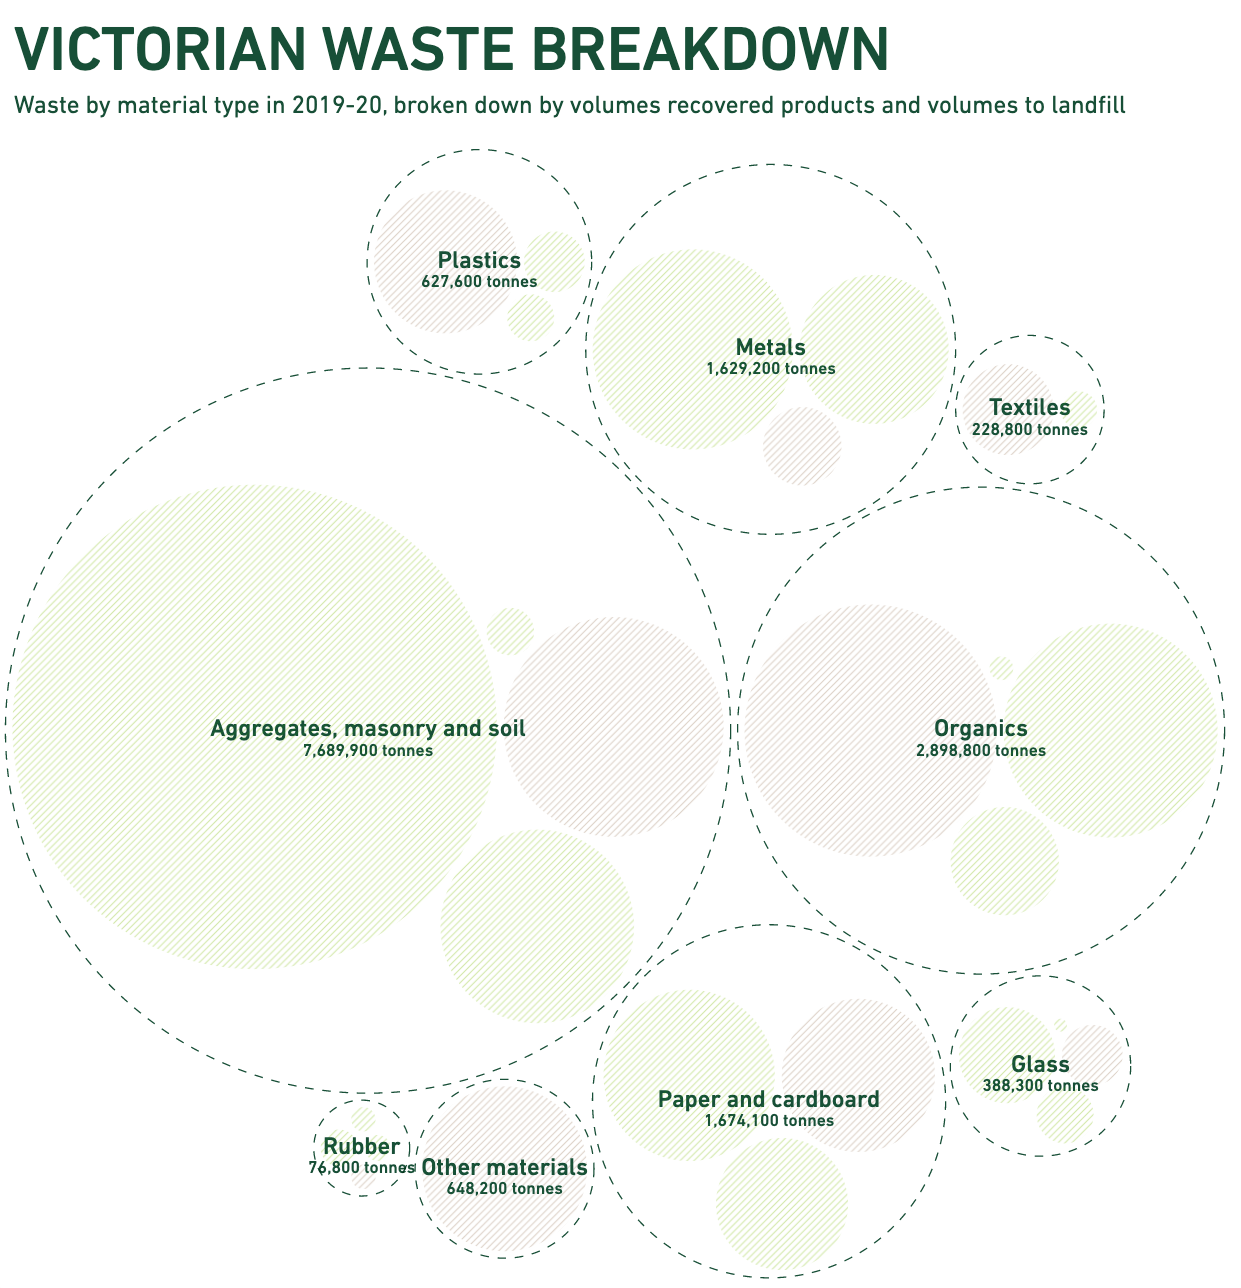 VICTORIAN WASTE BREAKDOWN
Waste by material type in 2019-20, broken down by volumes recovered products and volumes to landfill
Plastics
627,600 tonnes
Metals
1,629,200 tonnes
Textiles
228,800 tonnes
Aggregates, masonry and soil
7,689,900 tonnes
Organics
2,898,800 tonnes
Glass
388,300 tonnes
Paper and cardboard
1,674,100 tonnes
Rubber
76,800 tonnes
Other materials
648,200 tonnes